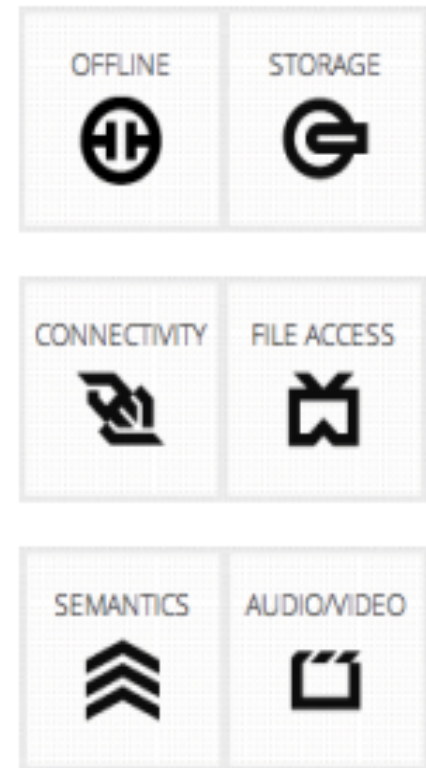 OFFLINE
STORAGE
CONNECTIVITY
FILE ACCESS
SEMANTICS
AUDIO/VIDEO